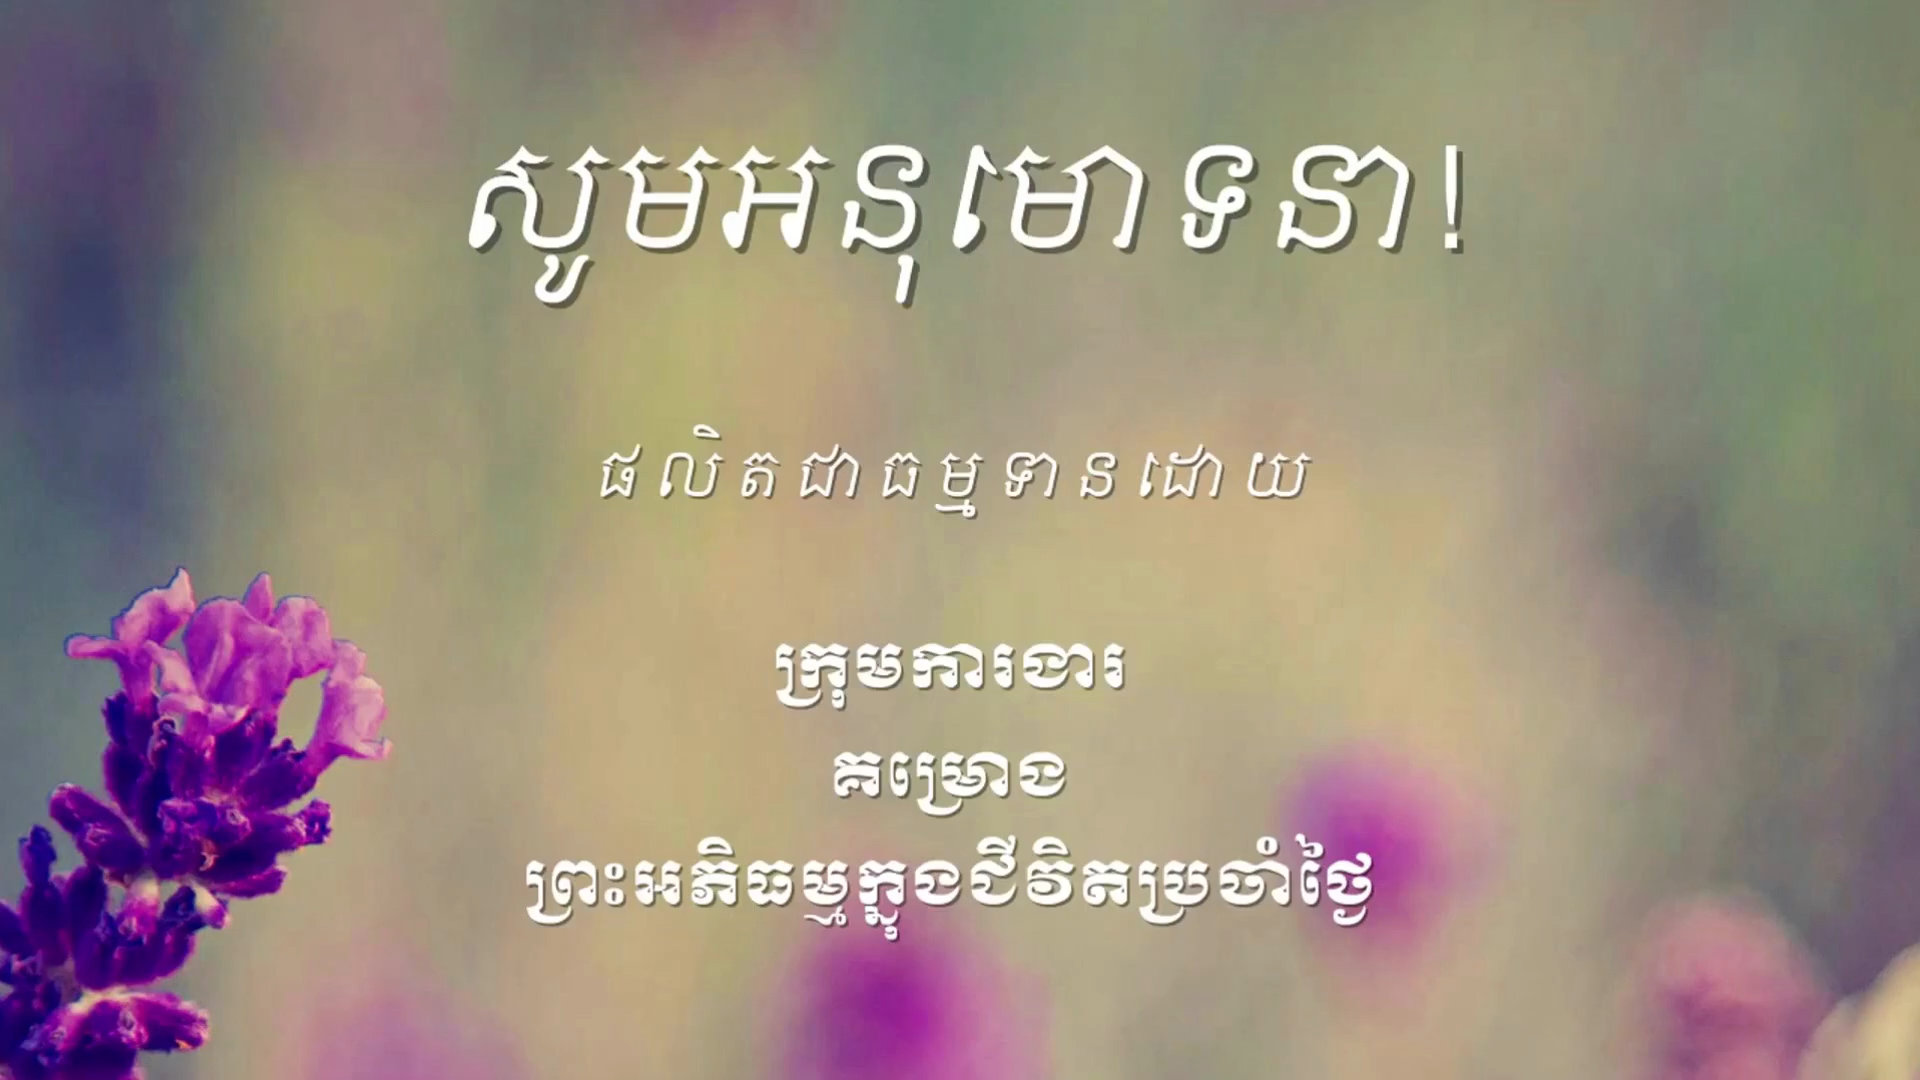 សូមអនុមោទនា!
ផលិតជាធម្មទានដោយ
ក្រុមការងារ
គម្រោង
ព្រះអភិធម្មក្នុងជីវិតប្រចាំថ្ងៃ